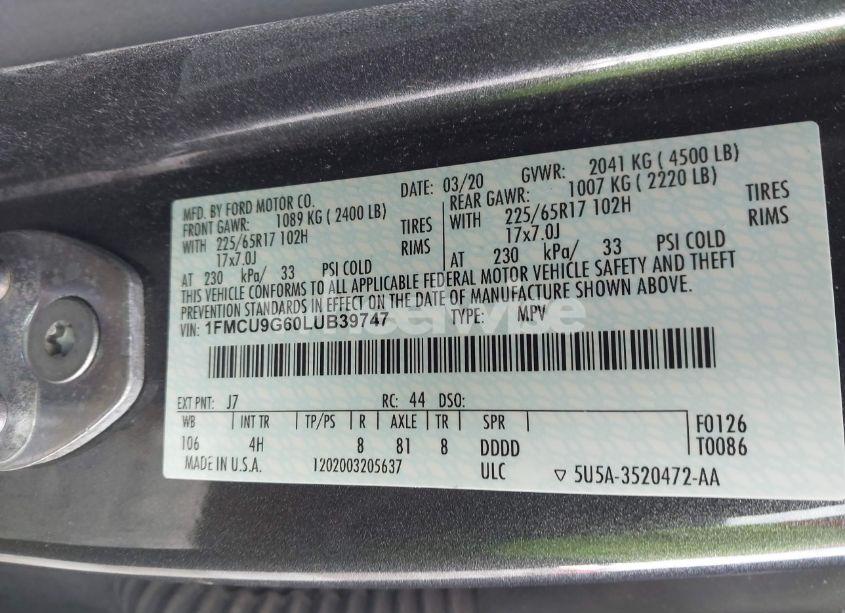 MFD. BY FORD MOTOR CO. DATE: 03/20 GVWR: 2041 KG ( 4500 LB)
FRONT GAWR: 1089 KG ( 2400 LB) REAR GAWR: 1007 KG ( 2220 LB)
WITH 225/65R17 102H TIRES WITH 225/65R17 102H TIRES
17x7.0J RIMS 17x7.0J RIMS
AT 230 kPa/ 33 PSI COLD AT 230 kPa/ 33 PSI COLD
THIS VEHICLE CONFORMS TO ALL APPLICABLE FEDERAL MOTOR VEHICLE SAFETY AND THEFT
PREVENTION STANDARDS IN EFFECT ON THE DATE OF MANUFACTURE SHOWN ABOVE.
VIN: 1FMCU9G60LUB39747 TYPE: MPV
EXT PNT: J7 RC: 44 DSO:
WB INT TR TP/PS R AXLE TR SPR F0126
106 4H 8 81 8 DDDD T0086
MADE IN U.S.A. 1202003205637 ULC ▽ 5U5A-3520472-AA